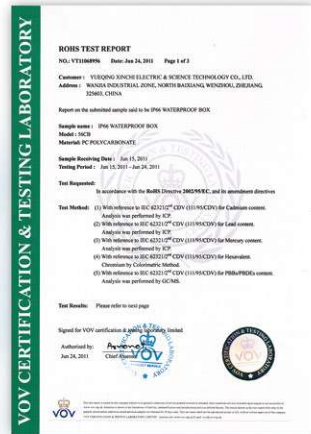 VOV CERTIFICATION & TESTING LABORATORY
ROHS TEST REPORT
NO.: VT11068956 Date: Jun 24, 2011 Page 1 of 3
Customer : YUEQING XINCHI ELECTRIC & SCIENCE TECHNOLOGY CO., LTD.
Address : WANJIA INDUSTRIAL ZONE, NORTH BAIXIANG, WENZHOU, ZHEJIANG,
325603, CHINA
Report on the submitted sample said to be IP66 WATERPROOF BOX
Sample name : IP66 WATERPROOF BOX
Model : 56CB
Material: PC POLYCARBONATE
Sample Receiving Date : Jun 15, 2011
Testing Period : Jun 15, 2011 - Jun 24, 2011
Test Requested:
In accordance with the RoHS Directive 2002/95/EC, and its amendment directives
Test Method: (1) With reference to IEC 62321/2nd CDV (111/95/CDV) for Cadmium content.
Analysis was performed by ICP.
(2) With reference to IEC 62321/2nd CDV (111/95/CDV) for Lead content.
Analysis was performed by ICP.
(3) With reference to IEC 62321/2nd CDV (111/95/CDV) for Mercury content.
Analysis was performed by ICP.
(4) With reference to IEC 62321/2nd CDV (111/95/CDV) for Hexavalent
Chromium by Colorimetric Method.
(5) With reference to IEC 62321/2nd CDV (111/95/CDV) for PBBs/PBDEs content.
Analysis was performed by GC/MS.
Test Results: Please refer to next page
Signed for VOV certification & testing laboratory limited
Authorised by:
Jun 24, 2011 Chief
VOV
VOV
VOV